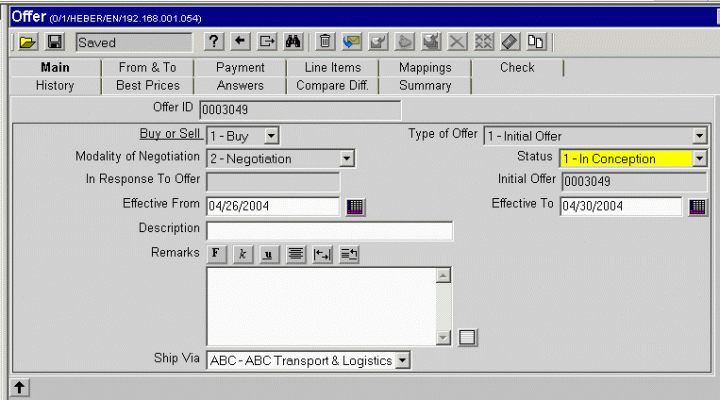 Offer (0/1/HEBER/EN/192.168.001.054)
Saved ?
Main From & To Payment Line Items Mappings Check
History Best Prices Answers Compare Diff. Summary
Offer ID 0003049
Buy or Sell 1 - Buy Type of Offer 1 - Initial Offer
Modality of Negotiation 2 - Negotiation Status 1 - In Conception
In Response To Offer Initial Offer 0003049
Effective From 04/26/2004 Effective To 04/30/2004
Description
Remarks F k u
Ship Via ABC - ABC Transport & Logistics